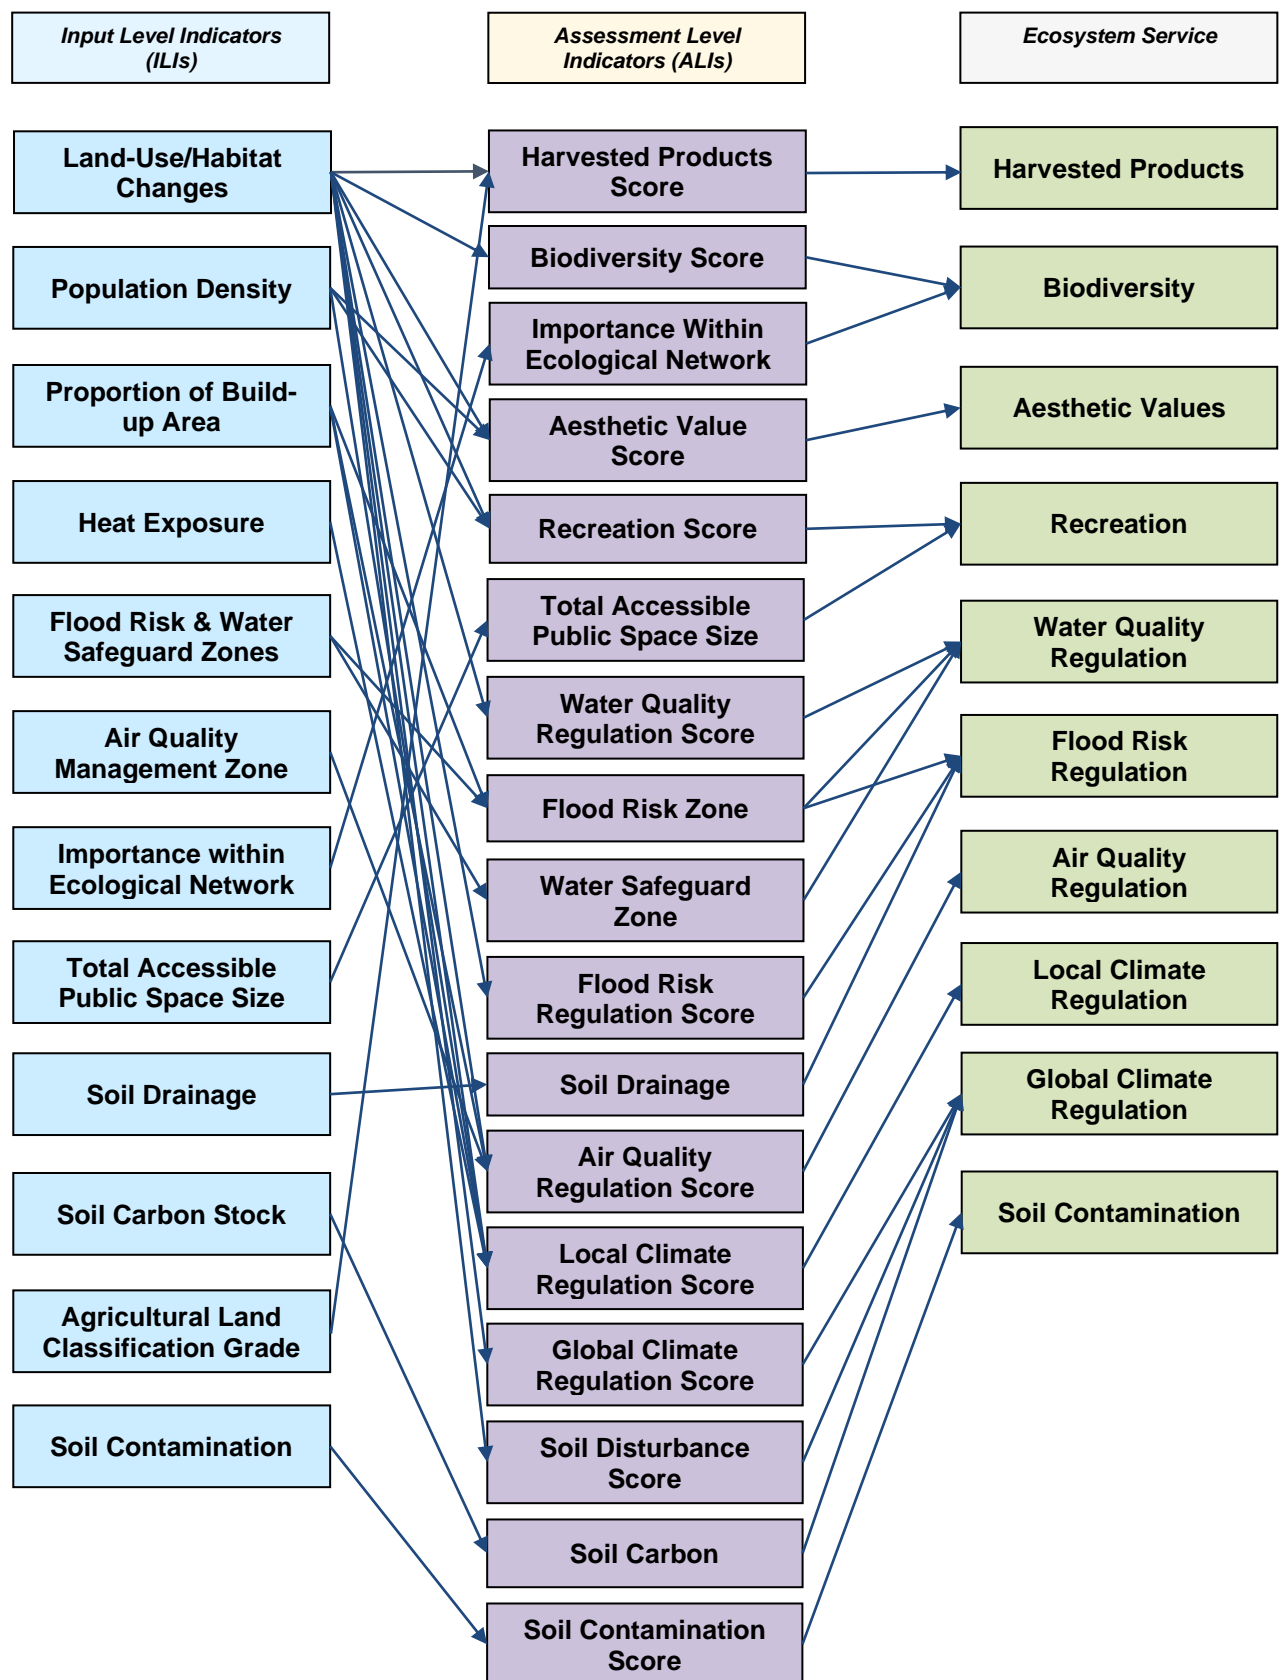 Input Level Indicators
(ILIs)
Assessment Level
Indicators (ALIs)
Ecosystem Service
Land-Use/Habitat
Changes
Population Density
Proportion of Build-
up Area
Heat Exposure
Flood Risk & Water
Safeguard Zones
Air Quality
Management Zone
Importance within
Ecological Network
Total Accessible
Public Space Size
Soil Drainage
Soil Carbon Stock
Agricultural Land
Classification Grade
Soil Contamination
Harvested Products
Score
Biodiversity Score
Importance Within
Ecological Network
Aesthetic Value
Score
Recreation Score
Total Accessible
Public Space Size
Water Quality
Regulation Score
Flood Risk Zone
Water Safeguard
Zone
Flood Risk
Regulation Score
Soil Drainage
Air Quality
Regulation Score
Local Climate
Regulation Score
Global Climate
Regulation Score
Soil Disturbance
Score
Soil Carbon
Soil Contamination
Score
Harvested Products
Biodiversity
Aesthetic Values
Recreation
Water Quality
Regulation
Flood Risk
Regulation
Air Quality
Regulation
Local Climate
Regulation
Global Climate
Regulation
Soil Contamination